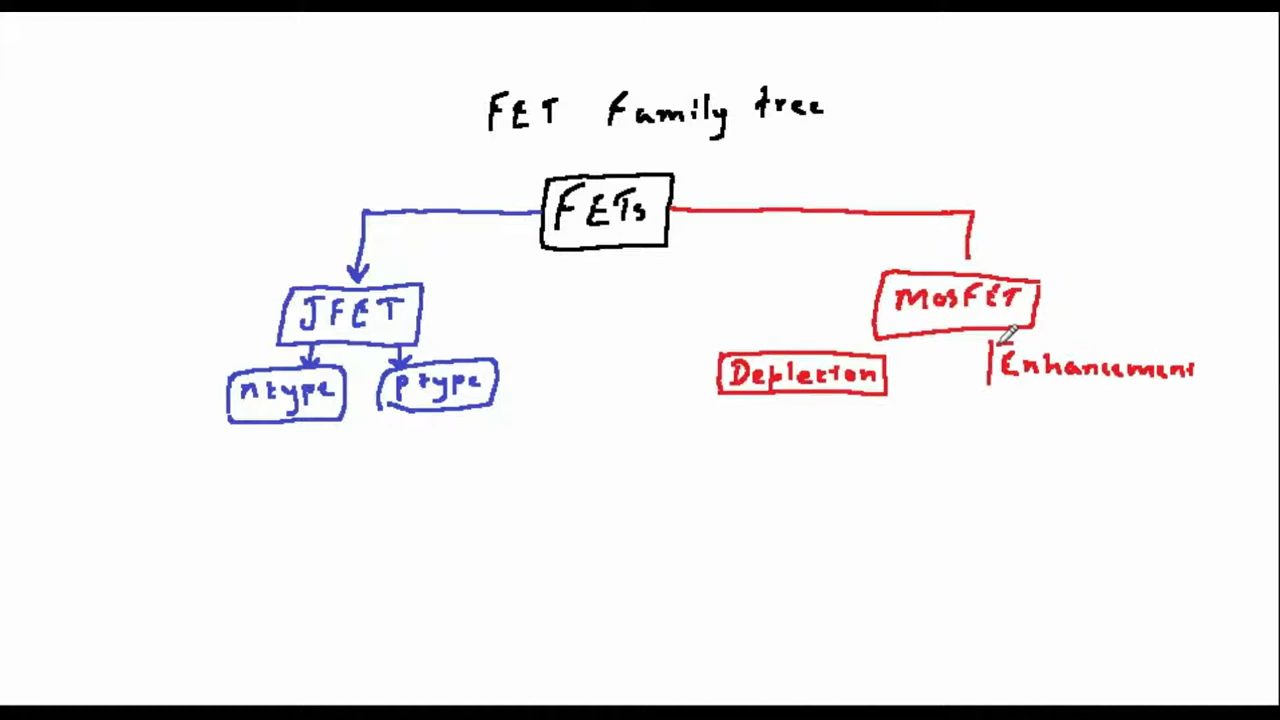 FET Family tree
FETs
JFET
MOSFET
n type
p type
Depletion
Enhancement